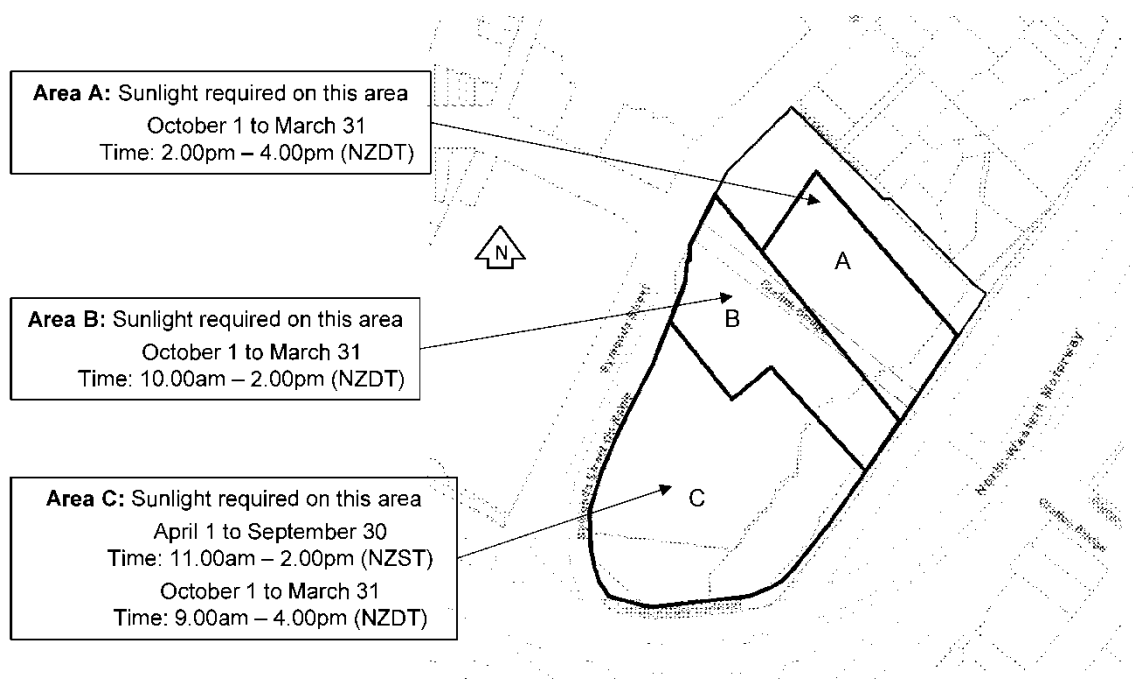 Area A: Sunlight required on this area
October 1 to March 31
Time: 2.00pm – 4.00pm (NZDT)
N
A
Area B: Sunlight required on this area
October 1 to March 31
Time: 10.00am – 2.00pm (NZDT)
B
Symonds Street
North Western Motorway
Area C: Sunlight required on this area
April 1 to September 30
Time: 11.00am – 2.00pm (NZST)
October 1 to March 31
Time: 9.00am – 4.00pm (NZDT)
C